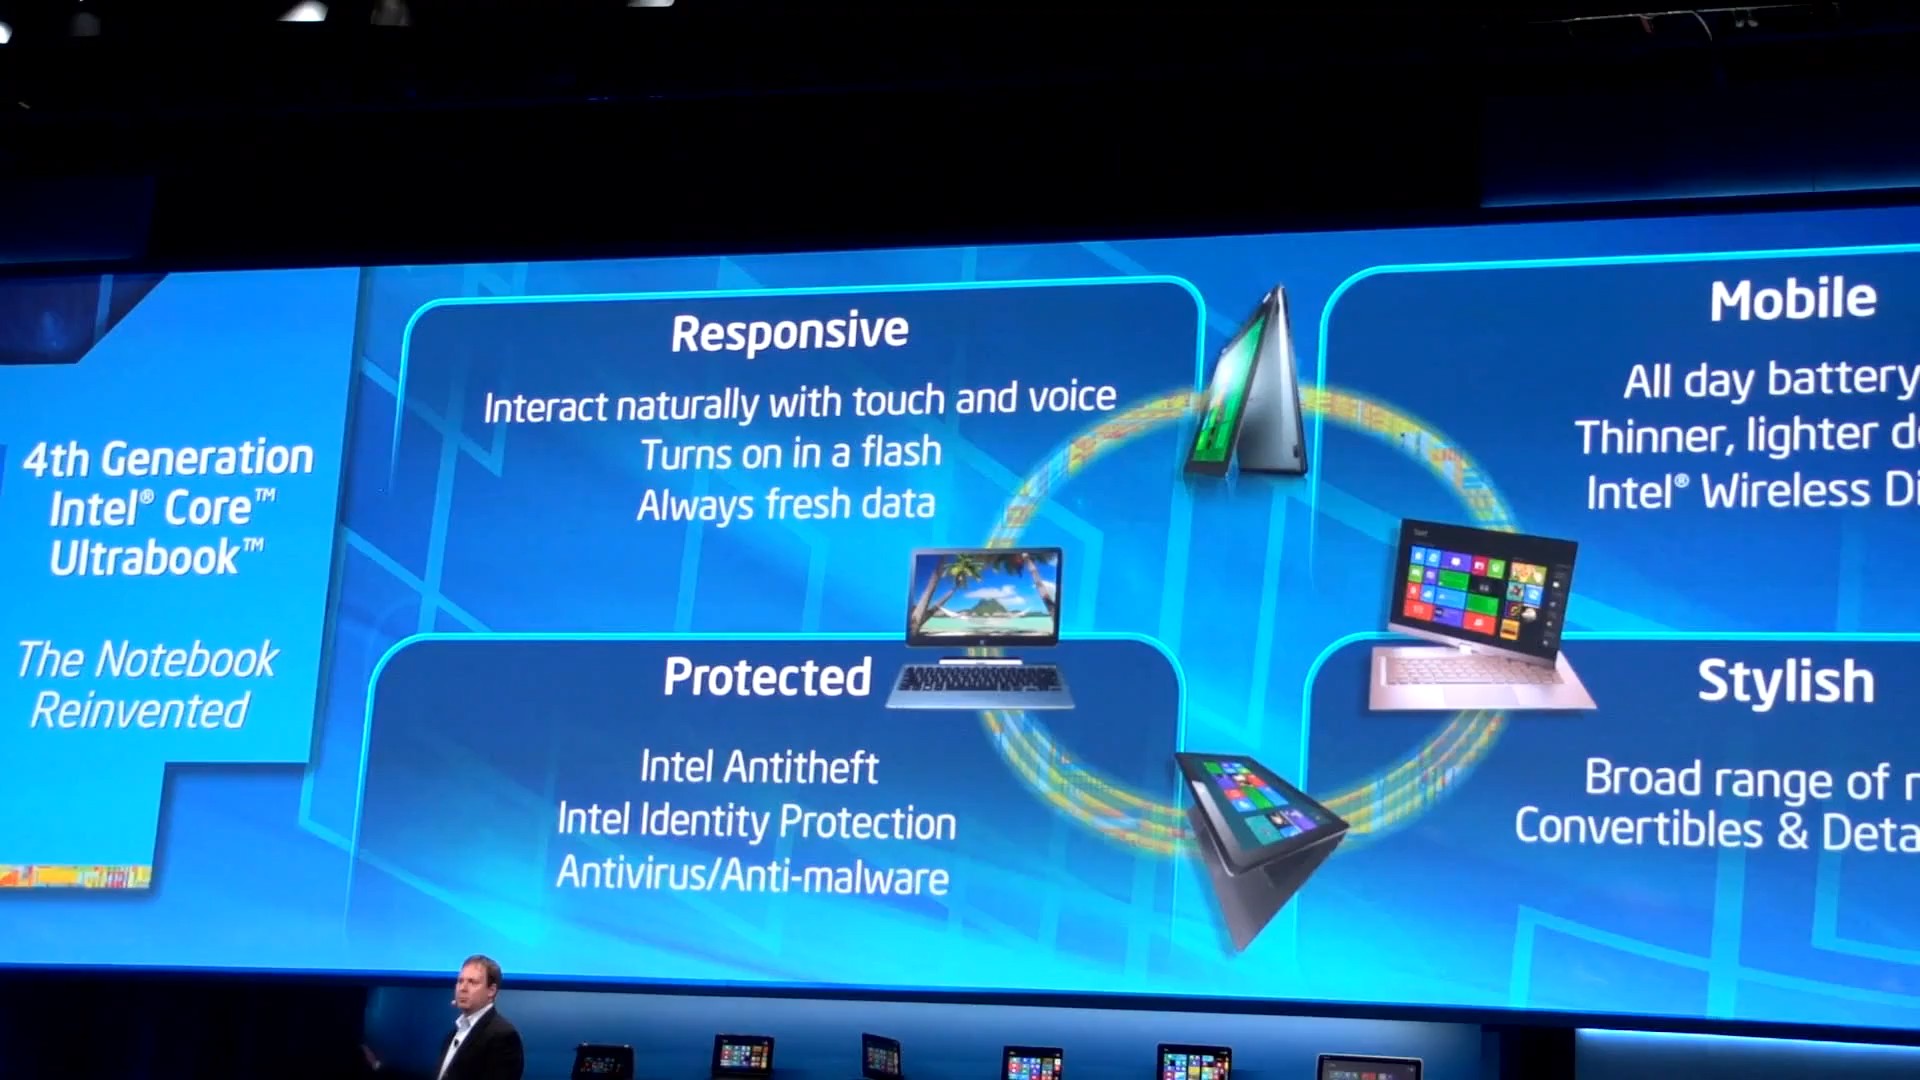 4th Generation
Intel® Core™
Ultrabook™
The Notebook
Reinvented
Responsive
Interact naturally with touch and voice
Turns on in a flash
Always fresh data
Mobile
All day battery
Thinner, lighter
Intel® Wireless
Protected
Intel Antitheft
Intel Identity Protection
Antivirus/Anti-malware
Stylish
Broad range of
Convertibles &